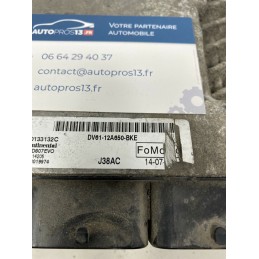 AUTOPROS13.FR
VOTRE PARTENAIRE
AUTOMOBILE
06 64 29 40 37
contact@autopros13.fr
autopros13.fr
DV61-12A650-BKE
J38AC
FoMo
14-07